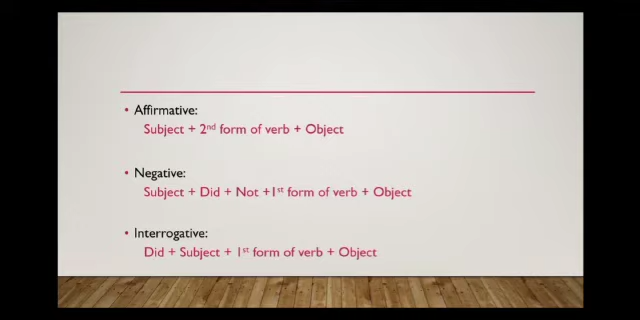 • Affirmative:
Subject + 2nd form of verb + Object
• Negative:
Subject + Did + Not +1st form of verb + Object
• Interrogative:
Did + Subject + 1st form of verb + Object